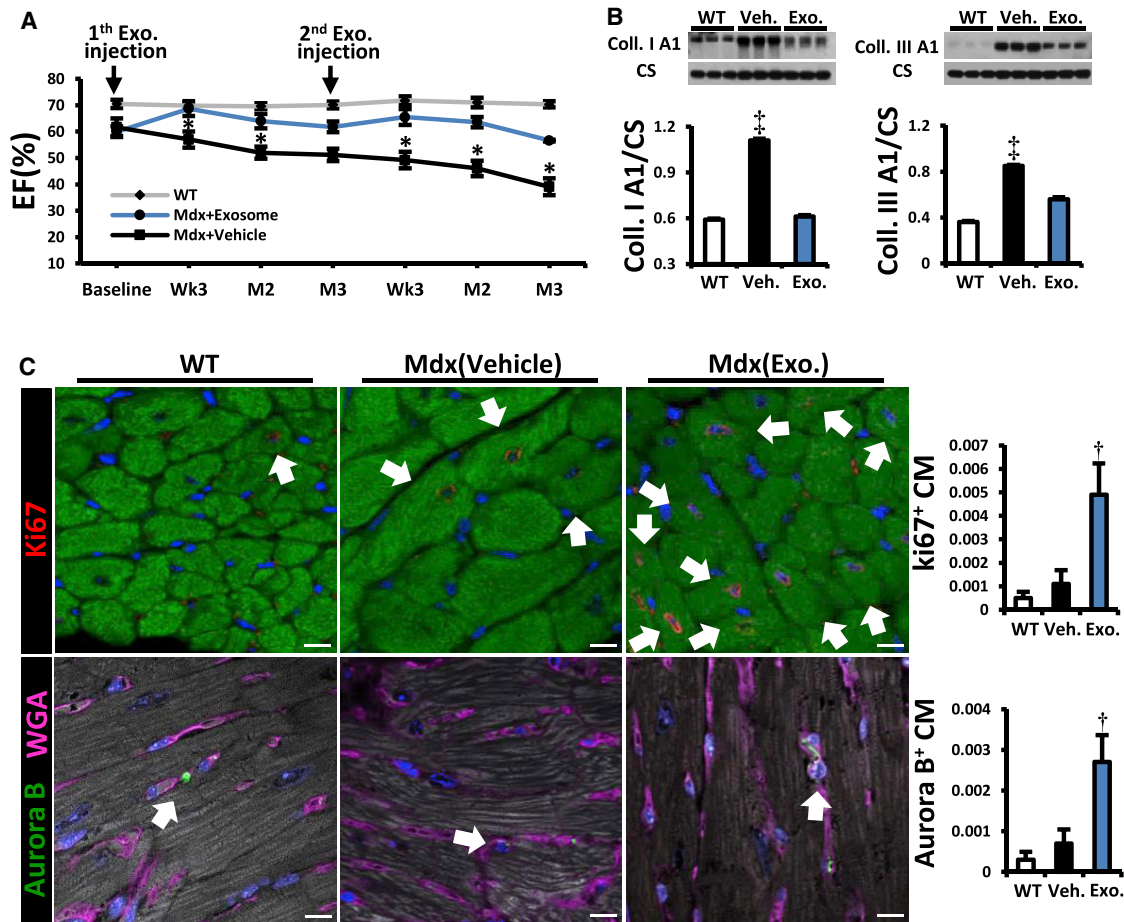 A
1th Exo. injection
2nd Exo. injection
EF(%)
80
70
60
50
40
30
20
10
*
*
*
*
*
WT
Mdx+Exosome
Mdx+Vehicle
Baseline Wk3 M2 M3 Wk3 M2 M3
B
WT Veh. Exo.
Coll. I A1
CS
Coll. I A1/CS
1.2
0.9
0.6
0.3
‡
WT Veh. Exo.
WT Veh. Exo.
Coll. III A1
CS
Coll. III A1/CS
1.2
0.8
0.4
0
‡
WT Veh. Exo.
C
WT
Mdx(Vehicle)
Mdx(Exo.)
Ki67
ki67+ CM
0.007
0.006
0.005
0.004
0.003
0.002
0.001
0
†
WT Veh. Exo.
Aurora B WGA
Aurora B+ CM
0.004
0.003
0.002
0.001
0
†
WT Veh. Exo.